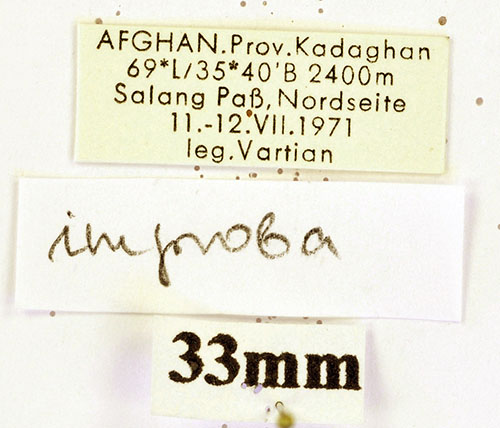 AFGHAN.Prov.Kadaghan
69*L/35*40'B 2400m
Salang Paß, Nordseite
11.-12.VII.1971
leg.Vartian
improba
33mm